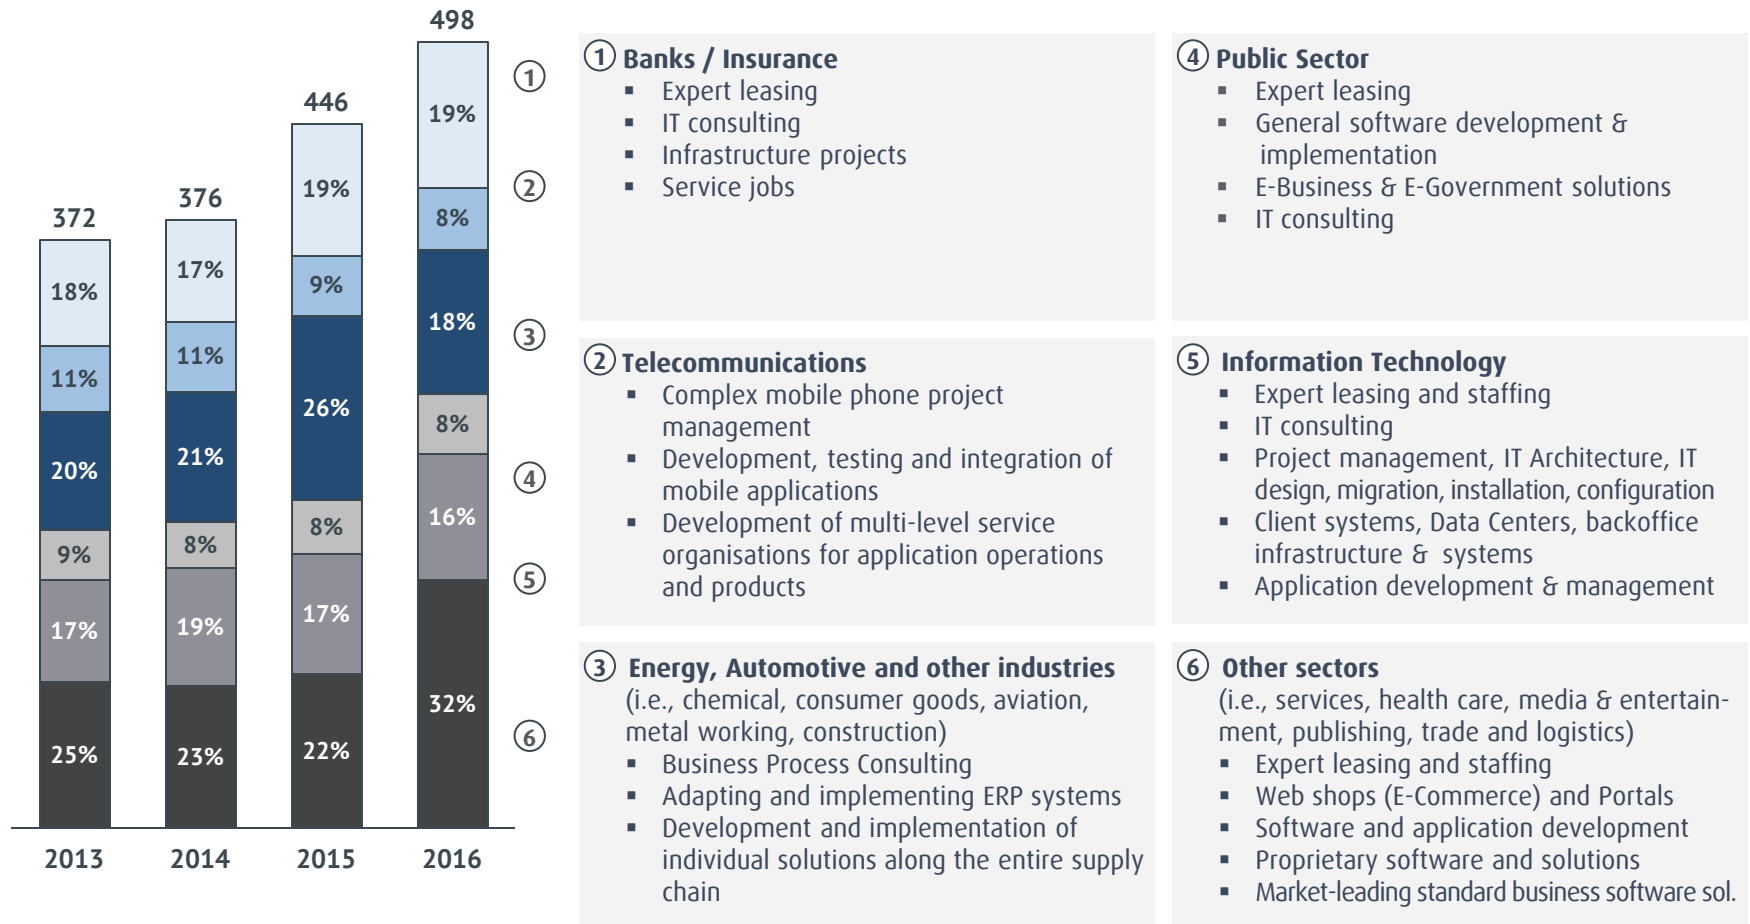 498
446
376
372
19%
8%
18%
8%
16%
32%
19%
9%
26%
8%
17%
22%
17%
11%
21%
8%
19%
23%
18%
11%
20%
9%
17%
25%
2013 2014 2015 2016
1
2
3
4
5
6
1 Banks / Insurance
▪ Expert leasing
▪ IT consulting
▪ Infrastructure projects
▪ Service jobs
2 Telecommunications
▪ Complex mobile phone project
management
▪ Development, testing and integration of
mobile applications
▪ Development of multi-level service
organisations for application operations
and products
3 Energy, Automotive and other industries
(i.e., chemical, consumer goods, aviation,
metal working, construction)
▪ Business Process Consulting
▪ Adapting and implementing ERP systems
▪ Development and implementation of
individual solutions along the entire supply
chain
4 Public Sector
▪ Expert leasing
▪ General software development &
implementation
▪ E-Business & E-Government solutions
▪ IT consulting
5 Information Technology
▪ Expert leasing and staffing
▪ IT consulting
▪ Project management, IT Architecture, IT
design, migration, installation, configuration
▪ Client systems, Data Centers, backoffice
infrastructure & systems
▪ Application development & management
6 Other sectors
(i.e., services, health care, media & entertain-
ment, publishing, trade and logistics)
▪ Expert leasing and staffing
▪ Web shops (E-Commerce) and Portals
▪ Software and application development
▪ Proprietary software and solutions
▪ Market-leading standard business software sol.